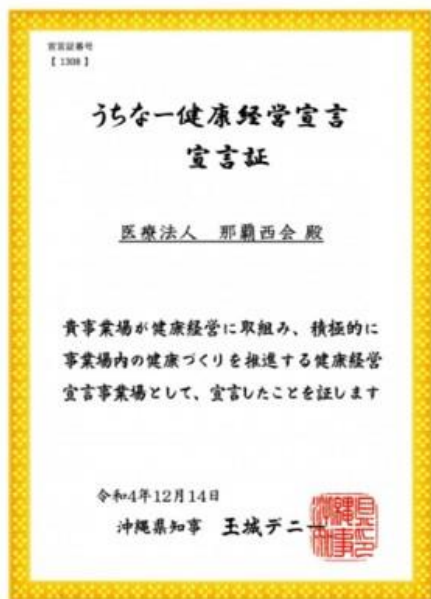 宣言証番号
【 1308 】
うちなー健康経営宣言
宣言証
医療法人　那覇西会 殿
貴事業場が健康経営に取組み、積極的に
事業場内の健康づくりを推進する健康経営
宣言事業場として、宣言したことを証します
令和4年12月14日
沖縄県知事　玉城デニー